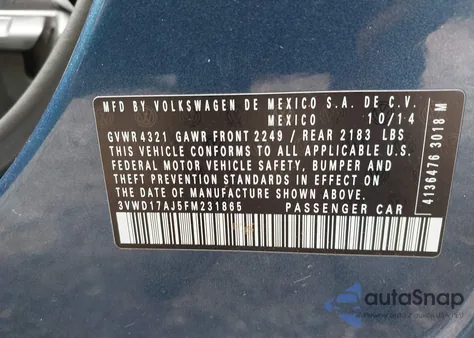 MFD BY VOLKSWAGEN DE MEXICO S.A. DE C.V.
MEXICO 10/14
GVWR 4321 GAWR FRONT 2249 / REAR 2183 LBS
THIS VEHICLE CONFORMS TO ALL APPLICABLE U.S.
FEDERAL MOTOR VEHICLE SAFETY, BUMPER AND
THEFT PREVENTION STANDARDS IN EFFECT ON THE
DATE OF MANUFACTURE SHOWN ABOVE.
3VWD17AJ5FM231865 PASSENGER CAR
4136476 3018 M
autoSnap